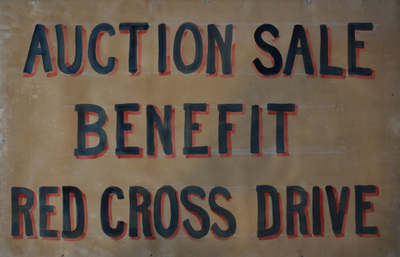 AUCTION SALE
BENEFIT
RED CROSS DRIVE